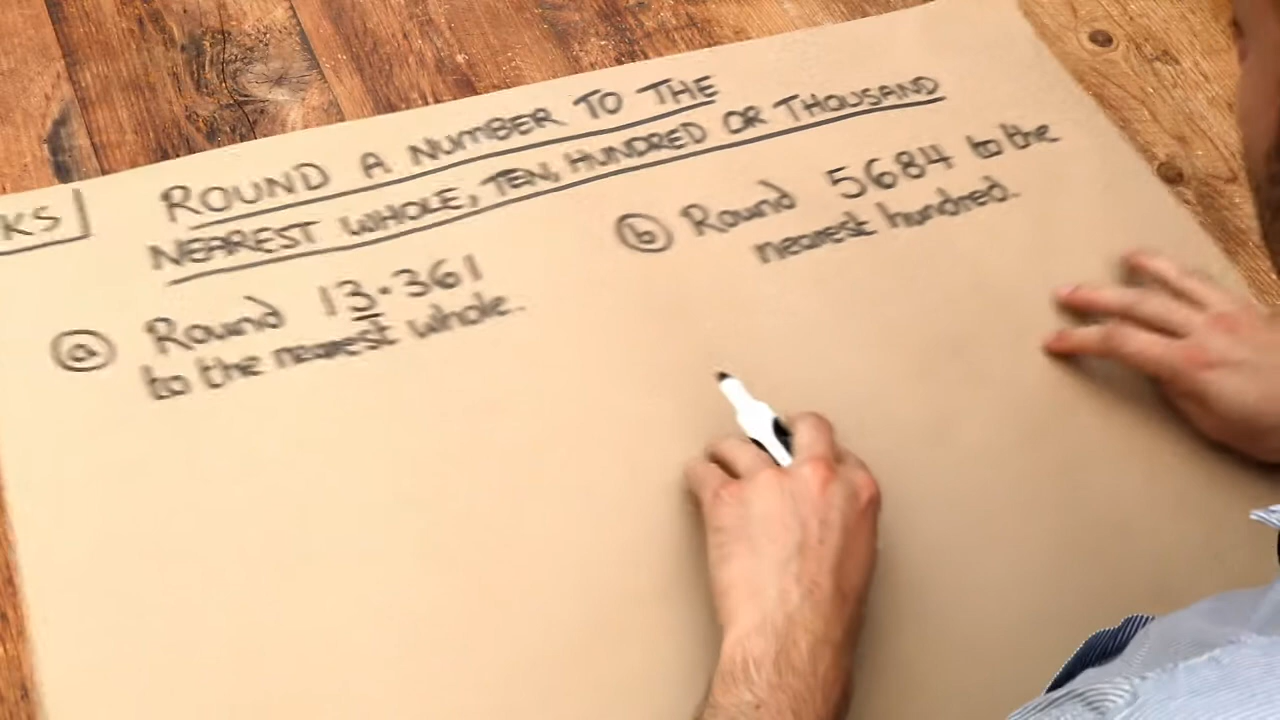 KS
ROUND A NUMBER TO THE
NEAREST WHOLE, TEN, HUNDRED OR THOUSAND
(a) Round 13.361
to the nearest whole.
(b) Round 5684 to the
nearest hundred.